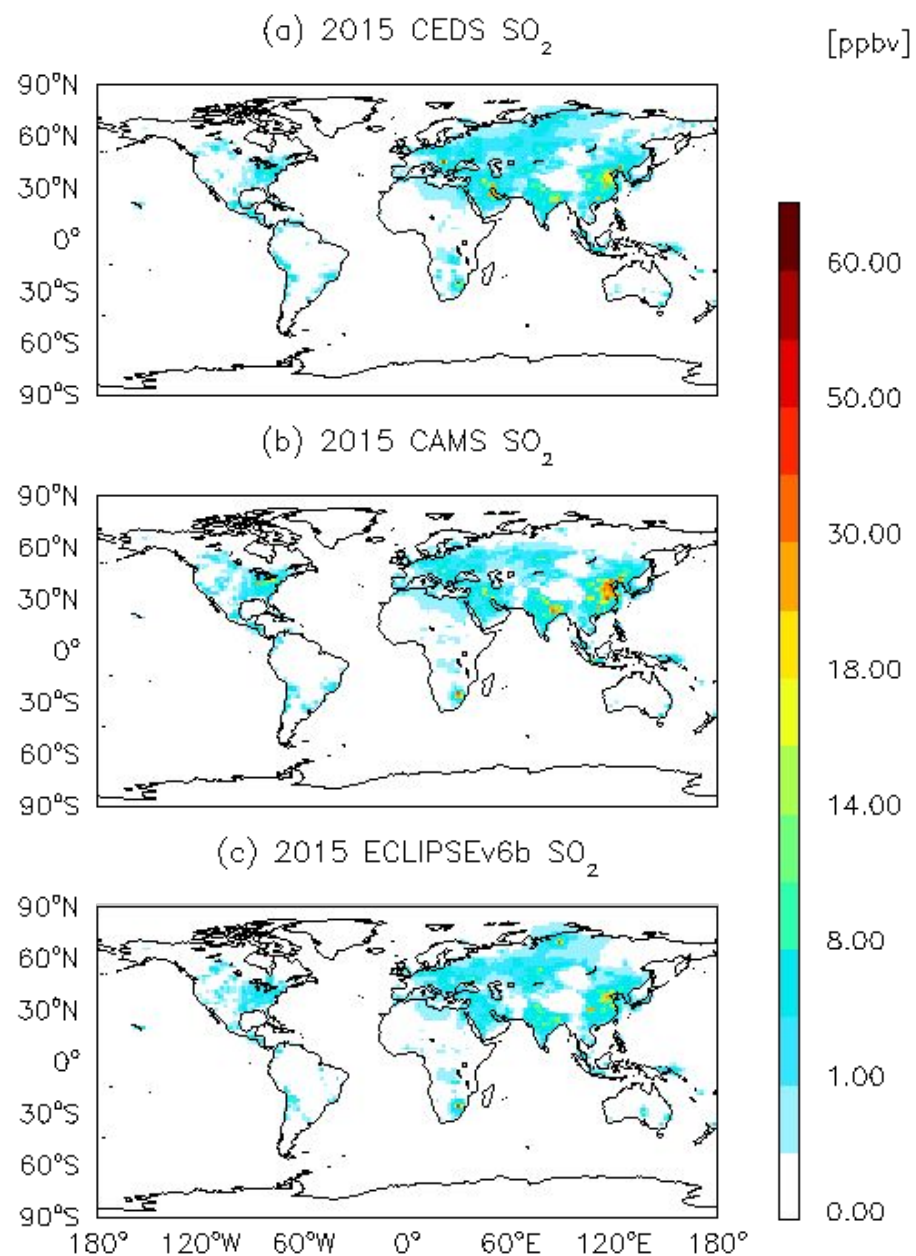 (a) 2015 CEDS SO₂
[ppbv]
90°N
60°N
30°N
0°
30°S
60°S
90°S
(b) 2015 CAMS SO₂
90°N
60°N
30°N
0°
30°S
60°S
90°S
(c) 2015 ECLIPSEv6b SO₂
90°N
60°N
30°N
0°
30°S
60°S
90°S
180° 120°W 60°W 0° 60°E 120°E 180°
60.00
50.00
30.00
18.00
14.00
8.00
1.00
0.00